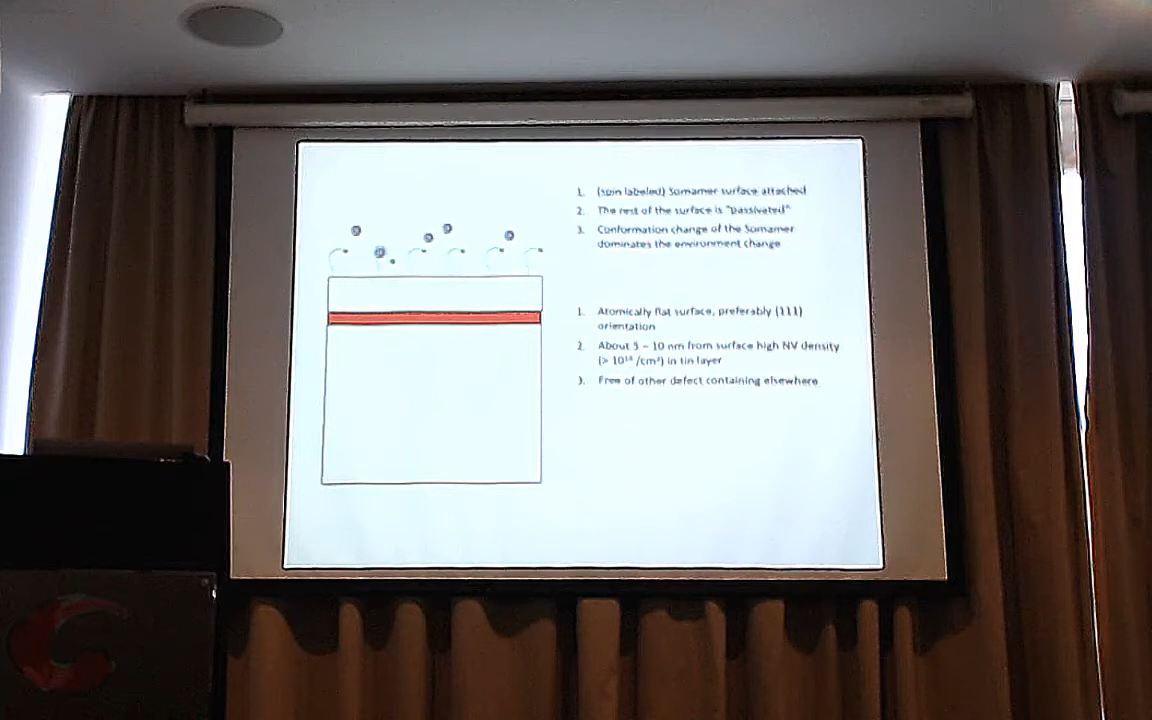 1. (spin labeled) Somamer surface attached
2. The rest of the surface is "passivated"
3. Conformation change of the Somamer
dominates the environment change
1. Atomically flat surface, preferably (111)
orientation
2. About 5 – 10 nm from surface high NV density
(> /cm²) in tin layer
3. Free of other defect containing elsewhere